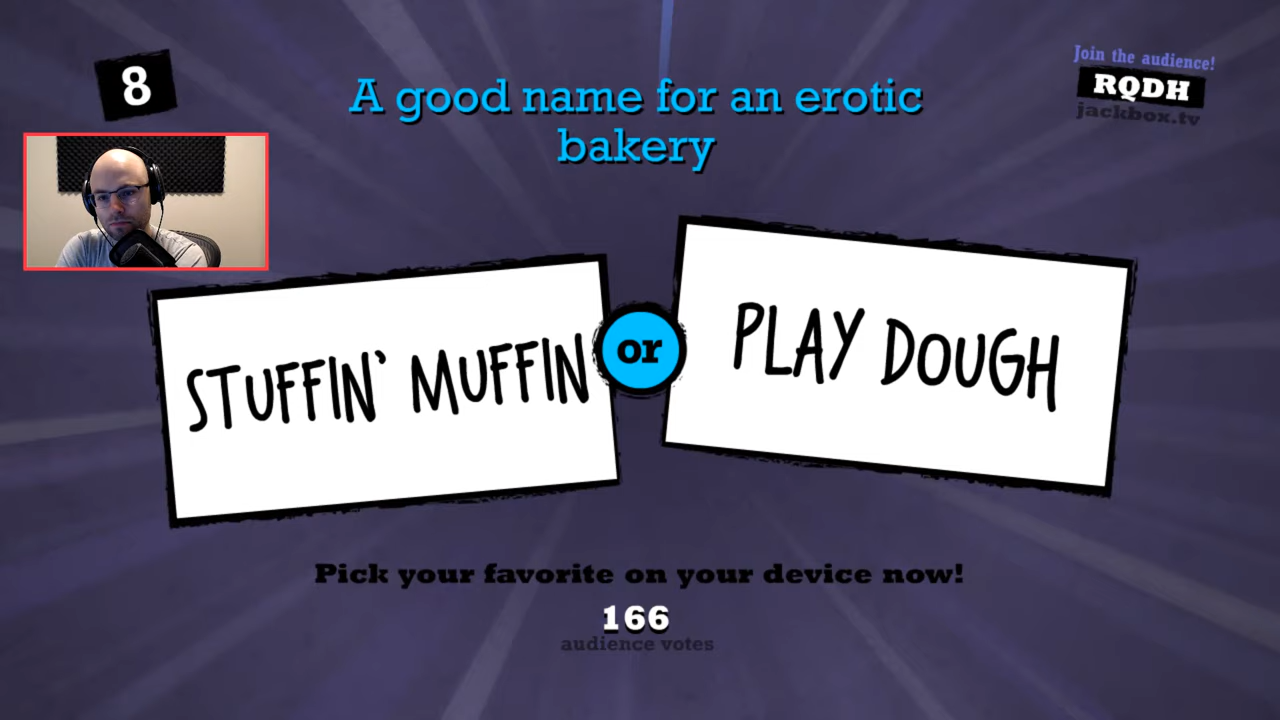 8
Join the audience!
RQDH
jackbox.tv
A good name for an erotic
bakery
STUFFIN' MUFFIN
or
PLAY DOUGH
Pick your favorite on your device now!
166
audience votes